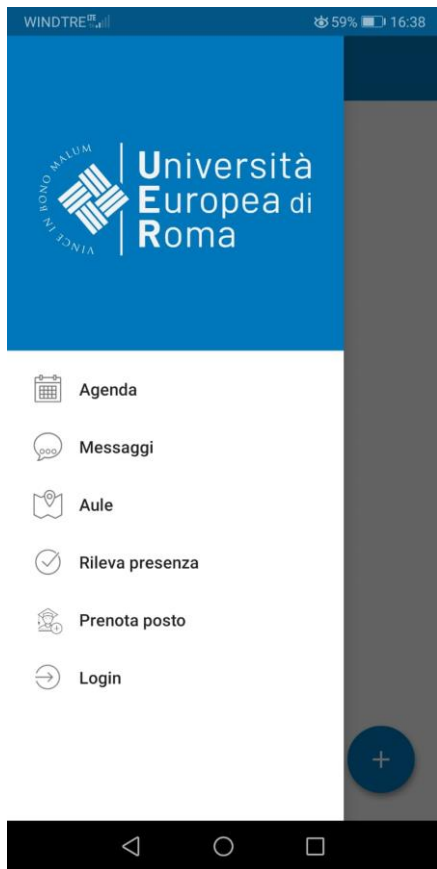 WINDTRE LTE 59% 16:38
VINCE IN BONO MALUM
Università
Europea di
Roma
Agenda
Messaggi
Aule
Rileva presenza
Prenota posto
Login
+